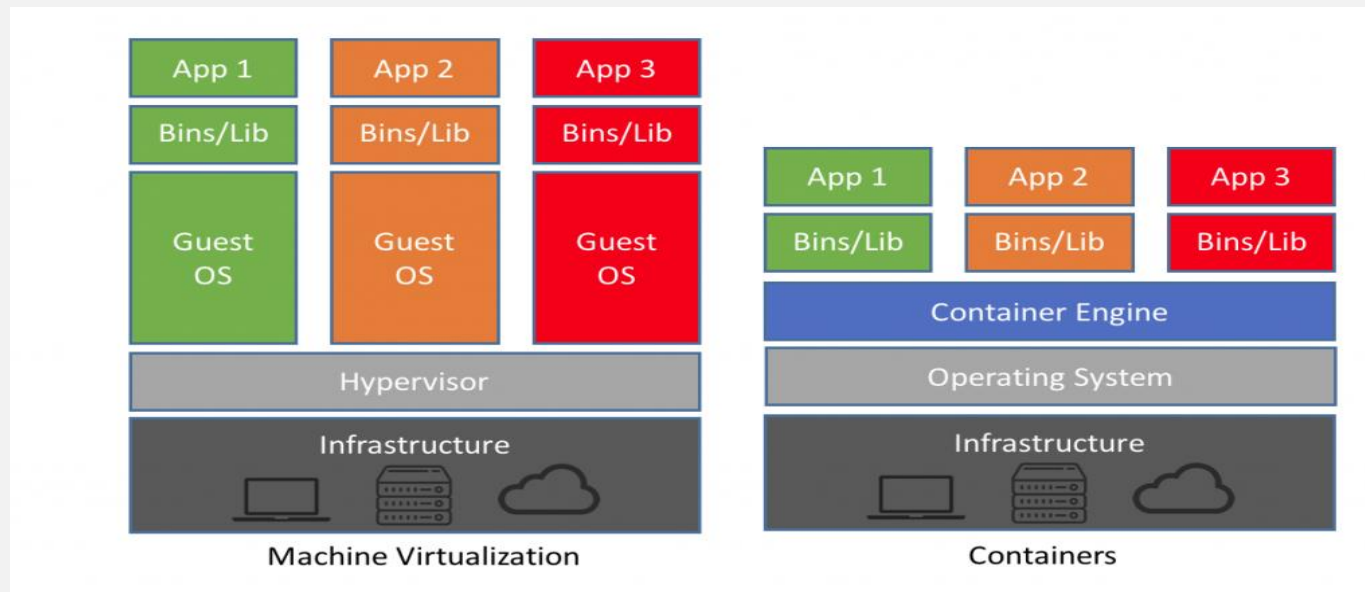 App 1
App 2
App 3
Bins/Lib
Bins/Lib
Bins/Lib
Guest
OS
Guest
OS
Guest
OS
Hypervisor
Infrastructure
Machine Virtualization
App 1
App 2
App 3
Bins/Lib
Bins/Lib
Bins/Lib
Container Engine
Operating System
Infrastructure
Containers